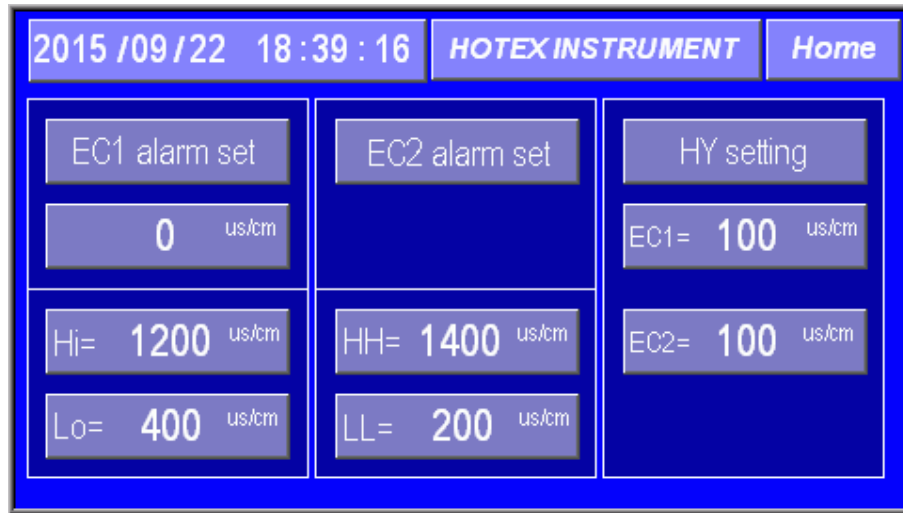 2015 /09 / 22 18 : 39 : 16 HOTEX INSTRUMENT Home
EC1 alarm set
0 us/cm
Hi= 1200 us/cm
Lo= 400 us/cm
EC2 alarm set
HH= 1400 us/cm
LL= 200 us/cm
HY setting
EC1= 100 us/cm
EC2= 100 us/cm